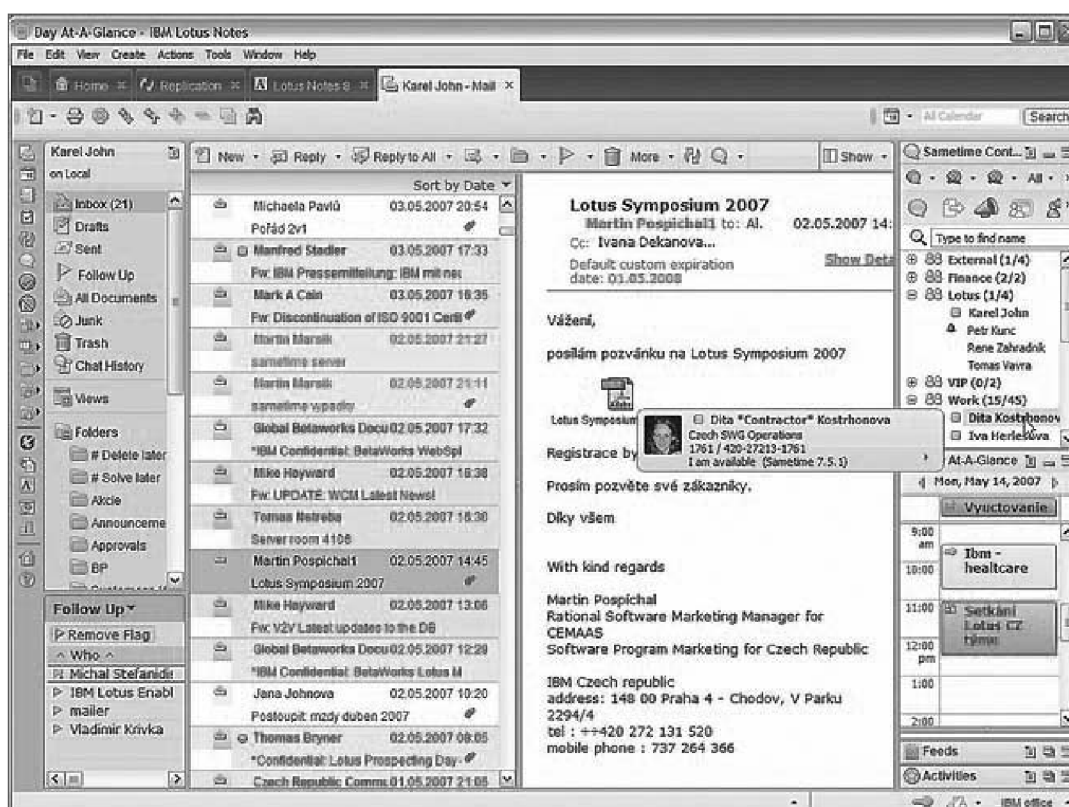 Day At-A-Glance - IBM Lotus Notes
File Edit View Create Actions Tools Window Help
Home Replication Lotus Notes 8 Karel John - Mail
All Calendar Search
Karel John
on Local
Inbox (21)
Drafts
Sent
Follow Up
All Documents
Junk
Trash
Chat History
Views
Folders
# Delete later
# Solve later
Akcie
Announceme
Approvals
BP
Follow Up
Remove Flag
^ Who ^
Michal Stefanidi
IBM Lotus Enabl
mailer
Vladimir Krivka
New Reply Reply to All More Show
Sort by Date
Michaela Pavlů 03.05.2007 20:54
Pořád 2v1
Manfred Stadler 03.05.2007 17:33
Fw: IBM Pressemitteilung: IBM mit neu
Mark A Cain 03.05.2007 16:35
Fw: Discontinuation of ISO 9001 Certi
Martin Marsik 02.05.2007 21:27
sametime server
Martin Marsik 02.05.2007 21:11
sametime vypadky
Global Betaworks Docu 02.05.2007 17:32
*IBM Confidential: BetaWorks WebSpl
Mike Hayward 02.05.2007 16:38
Fw: UPDATE: WCM Latest News!
Tomas Netreba 02.05.2007 16:30
Server room 4106
Martin Pospichal1 02.05.2007 14:45
Lotus Symposium 2007
Mike Hayward 02.05.2007 13:06
Fw: V2V Latest updates to the DB
Global Betaworks Docu 02.05.2007 12:29
*IBM Confidential: BetaWorks Lotus M
Jana Johnova 02.05.2007 10:20
Postoupit: mzdy duben 2007
Thomas Bryner 02.05.2007 08:05
*Confidential: Lotus Prospecting Day-
Czech Republic Commu 01.05.2007 21:05
Lotus Symposium 2007
Martin Pospichal1 to: Al. 02.05.2007 14:
Cc: Ivana Dekanova...
Default custom expiration
date: 01.05.2008
Show Deta
Vážení,
posílám pozvánku na Lotus Symposium 2007
Adobe
Lotus Symposium
Registrace by
Prosím pozvěte své zákazníky.
Díky všem
With kind regards
Martin Pospíchal
Rational Software Marketing Manager for
CEMAAS
Software Program Marketing for Czech Republic
IBM Czech republic
address: 148 00 Praha 4 - Chodov, V Parku
2294/4
tel : ++420 272 131 520
mobile phone : 737 264 366
Dita *Contractor* Kostrhonova
Czech SWG Operations
1761 / 420-27213-1761
I am available (Sametime 7.5.1)
Sametime Cont...
All
Type to find name
External (1/4)
Finance (2/2)
Lotus (1/4)
Karel John
Petr Kunc
Rene Zahradnik
Tomas Vavra
VIP (0/2)
Work (15/45)
Dita Kostrhonov
Iva Herlesova
At-A-Glance
Mon, May 14, 2007
Vyuctovanie
9:00
am
Ibm -
healtcare
10:00
11:00
Setkání
Lotus CZ
týmu
12:00
pm
1:00
2:00
Feeds
Activities
IBM office